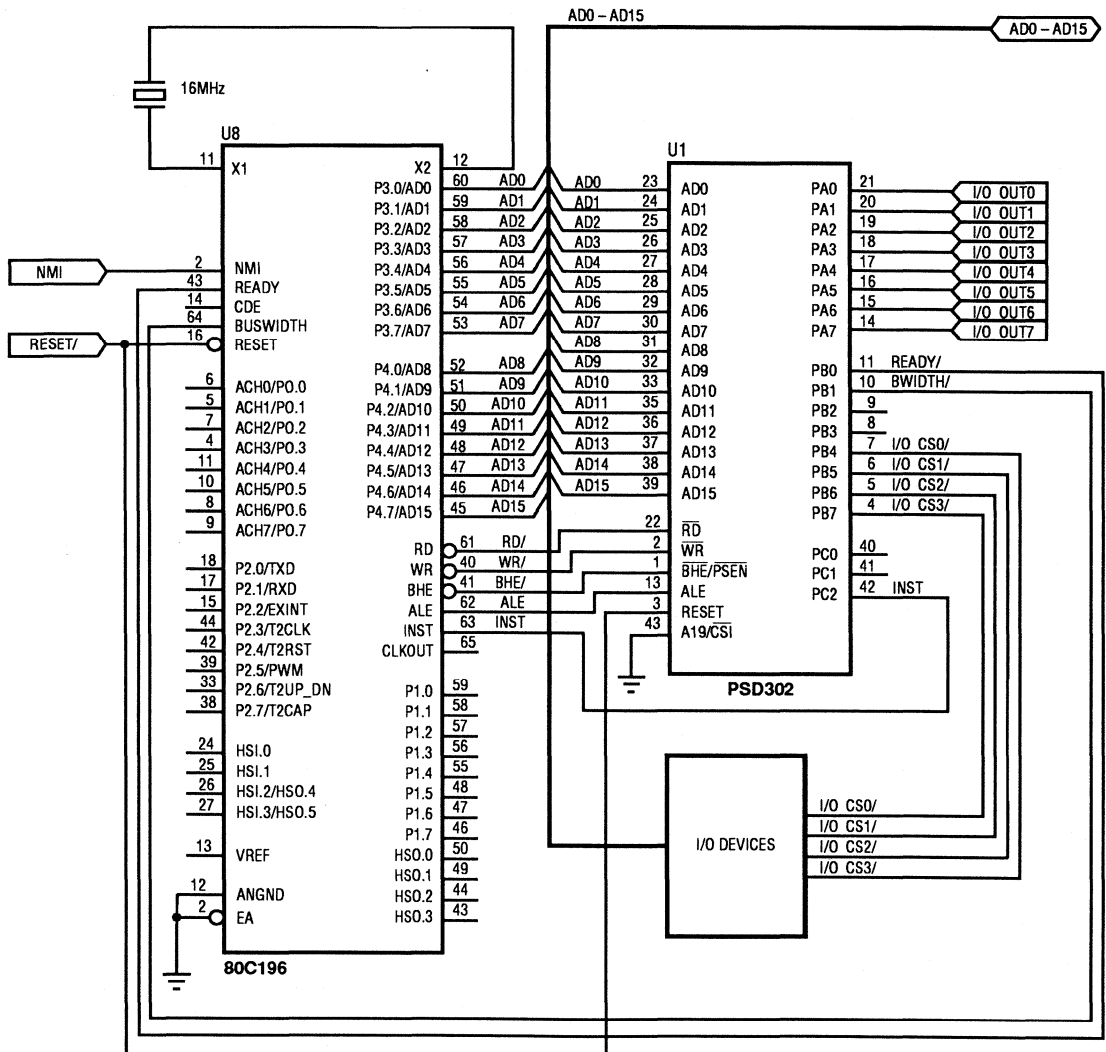 AD0 – AD15
AD0 – AD15
16MHz
U8
11 X1
X2 12
P3.0/AD0 60 AD0
P3.1/AD1 59 AD1
P3.2/AD2 58 AD2
P3.3/AD3 57 AD3
P3.4/AD4 56 AD4
P3.5/AD5 55 AD5
P3.6/AD6 54 AD6
P3.7/AD7 53 AD7
P4.0/AD8 52 AD8
P4.1/AD9 51 AD9
P4.2/AD10 50 AD10
P4.3/AD11 49 AD11
P4.4/AD12 48 AD12
P4.5/AD13 47 AD13
P4.6/AD14 46 AD14
P4.7/AD15 45 AD15
RD 61 RD/
WR 40 WR/
BHE 41 BHE/
ALE 62 ALE
INST 63 INST
CLKOUT 65
P1.0 59
P1.1 58
P1.2 57
P1.3 56
P1.4 55
P1.5 48
P1.6 47
P1.7 46
HSO.0 50
HSO.1 49
HSO.2 44
HSO.3 43
NMI
2 NMI
43 READY
14 CDE
64 BUSWIDTH
RESET/
16 RESET
6 ACH0/P0.0
5 ACH1/P0.1
7 ACH2/P0.2
4 ACH3/P0.3
11 ACH4/P0.4
10 ACH5/P0.5
8 ACH6/P0.6
9 ACH7/P0.7
18 P2.0/TXD
17 P2.1/RXD
15 P2.2/EXINT
44 P2.3/T2CLK
42 P2.4/T2RST
39 P2.5/PWM
33 P2.6/T2UP_DN
38 P2.7/T2CAP
24 HSI.0
25 HSI.1
26 HSI.2/HSO.4
27 HSI.3/HSO.5
13 VREF
12 ANGND
2 EA
80C196
U1
AD0 23 AD0
AD1 24 AD1
AD2 25 AD2
AD3 26 AD3
AD4 27 AD4
AD5 28 AD5
AD6 29 AD6
AD7 30 AD7
AD8 31 AD8
AD9 32 AD9
AD10 33 AD10
AD11 35 AD11
AD12 36 AD12
AD13 37 AD13
AD14 38 AD14
AD15 39 AD15
22 RD
2 WR
1 BHE/PSEN
13 ALE
3 RESET
43 A19/CSI
PA0 21 I/O OUT0
PA1 20 I/O OUT1
PA2 19 I/O OUT2
PA3 18 I/O OUT3
PA4 17 I/O OUT4
PA5 16 I/O OUT5
PA6 15 I/O OUT6
PA7 14 I/O OUT7
PB0 11 READY/
PB1 10 BWIDTH/
PB2 9
PB3 8
PB4 7 I/O CS0/
PB5 6 I/O CS1/
PB6 5 I/O CS2/
PB7 4 I/O CS3/
PC0 40
PC1 41
PC2 42 INST
PSD302
I/O DEVICES
I/O CS0/
I/O CS1/
I/O CS2/
I/O CS3/